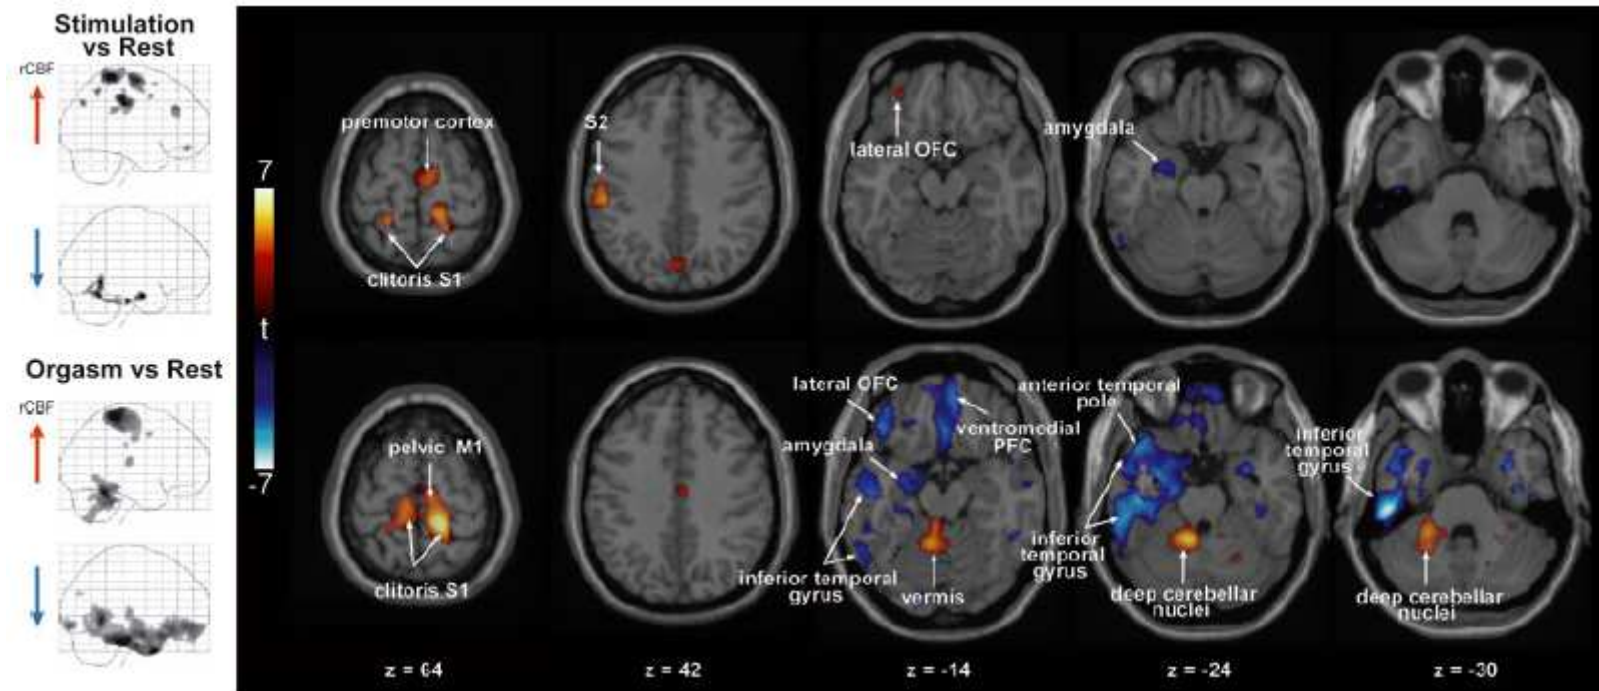 Stimulation
vs Rest
rCBF
7
t
-7
premotor cortex
clitoris S1
S2
lateral OFC
amygdala
Orgasm vs Rest
rCBF
pelvic M1
clitoris S1
lateral OFC
amygdala
ventromedial
PFC
inferior temporal
gyrus
vermis
anterior temporal
pole
inferior
temporal
gyrus
deep cerebellar
nuclei
inferior
temporal
gyrus
deep cerebellar
nuclei
z = 64
z = 42
z = -14
z = -24
z = -30